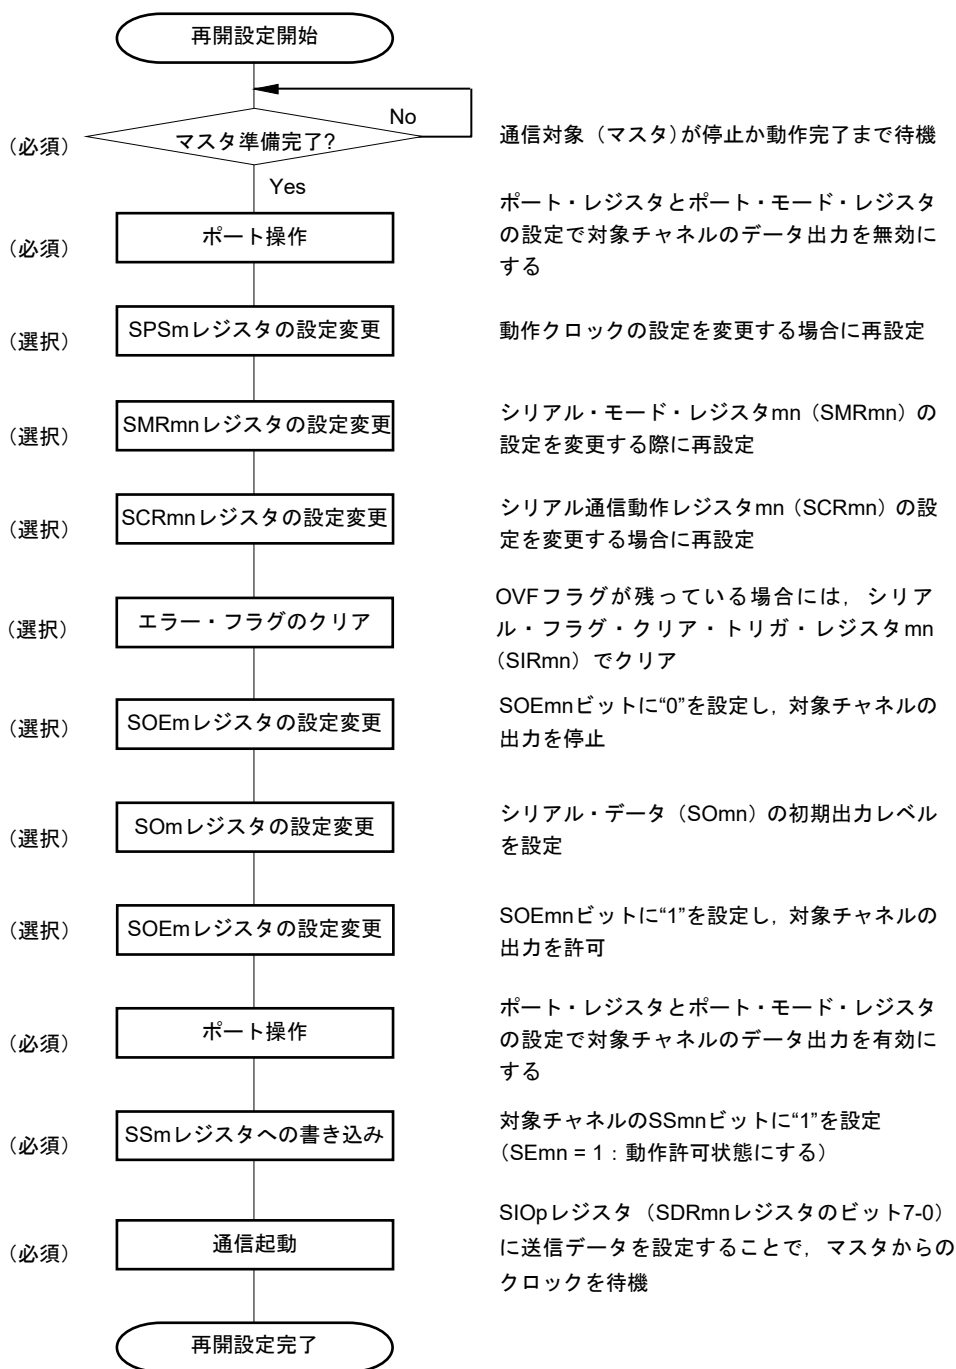 再開設定開始
No
(必須)
マスタ準備完了?
通信対象（マスタ）が停止か動作完了まで待機
Yes
(必須)
ポート操作
ポート・レジスタとポート・モード・レジスタ
の設定で対象チャネルのデータ出力を無効に
する
(選択)
SPSmレジスタの設定変更
動作クロックの設定を変更する場合に再設定
(選択)
SMRmnレジスタの設定変更
シリアル・モード・レジスタmn（SMRmn）の
設定を変更する際に再設定
(選択)
SCRmnレジスタの設定変更
シリアル通信動作レジスタmn（SCRmn）の設
定を変更する場合に再設定
(選択)
エラー・フラグのクリア
OVFフラグが残っている場合には，シリア
ル・フラグ・クリア・トリガ・レジスタmn
（SIRmn）でクリア
(選択)
SOEmレジスタの設定変更
SOEmnビットに“0”を設定し，対象チャネルの
出力を停止
(選択)
SOmレジスタの設定変更
シリアル・データ（SOmn）の初期出力レベル
を設定
(選択)
SOEmレジスタの設定変更
SOEmnビットに“1”を設定し，対象チャネルの
出力を許可
(必須)
ポート操作
ポート・レジスタとポート・モード・レジスタ
の設定で対象チャネルのデータ出力を有効に
する
(必須)
SSmレジスタへの書き込み
対象チャネルのSSmnビットに“1”を設定
（SEmn = 1：動作許可状態にする）
(必須)
通信起動
SIOpレジスタ（SDRmnレジスタのビット7-0）
に送信データを設定することで，マスタからの
クロックを待機
再開設定完了